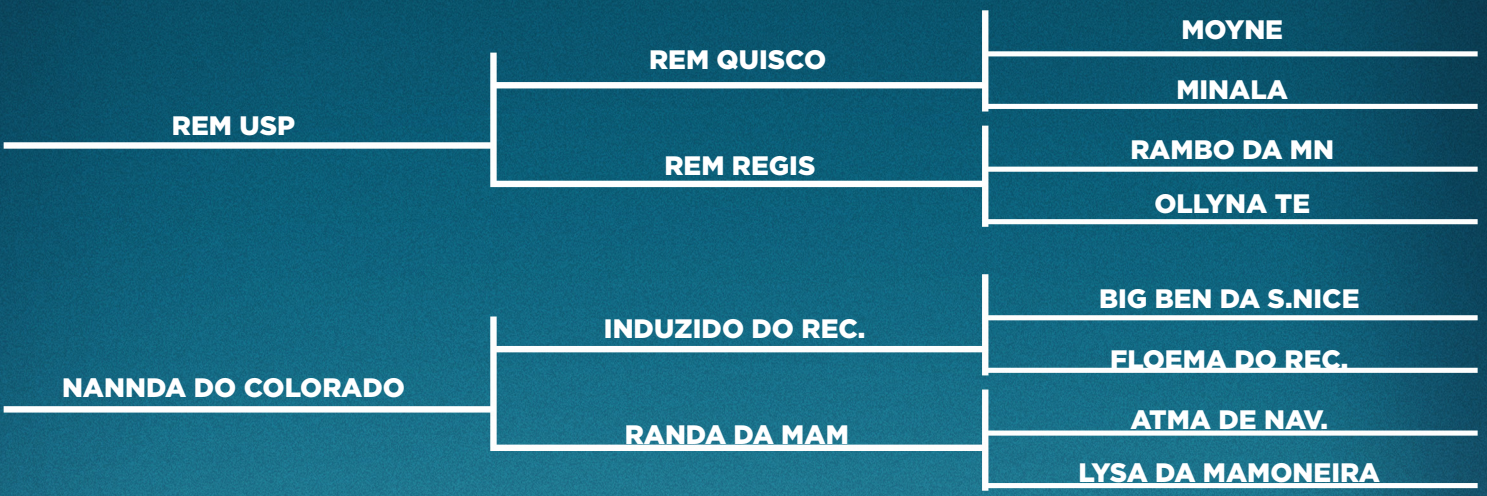 MOYNE
REM QUISCO
MINALA
REM USP
RAMBO DA MN
REM REGIS
OLLYNA TE
BIG BEN DA S.NICE
INDUZIDO DO REC.
FLOEMA DO REC.
NANNDA DO COLORADO
ATMA DE NAV.
RANDA DA MAM
LYSA DA MAMONEIRA